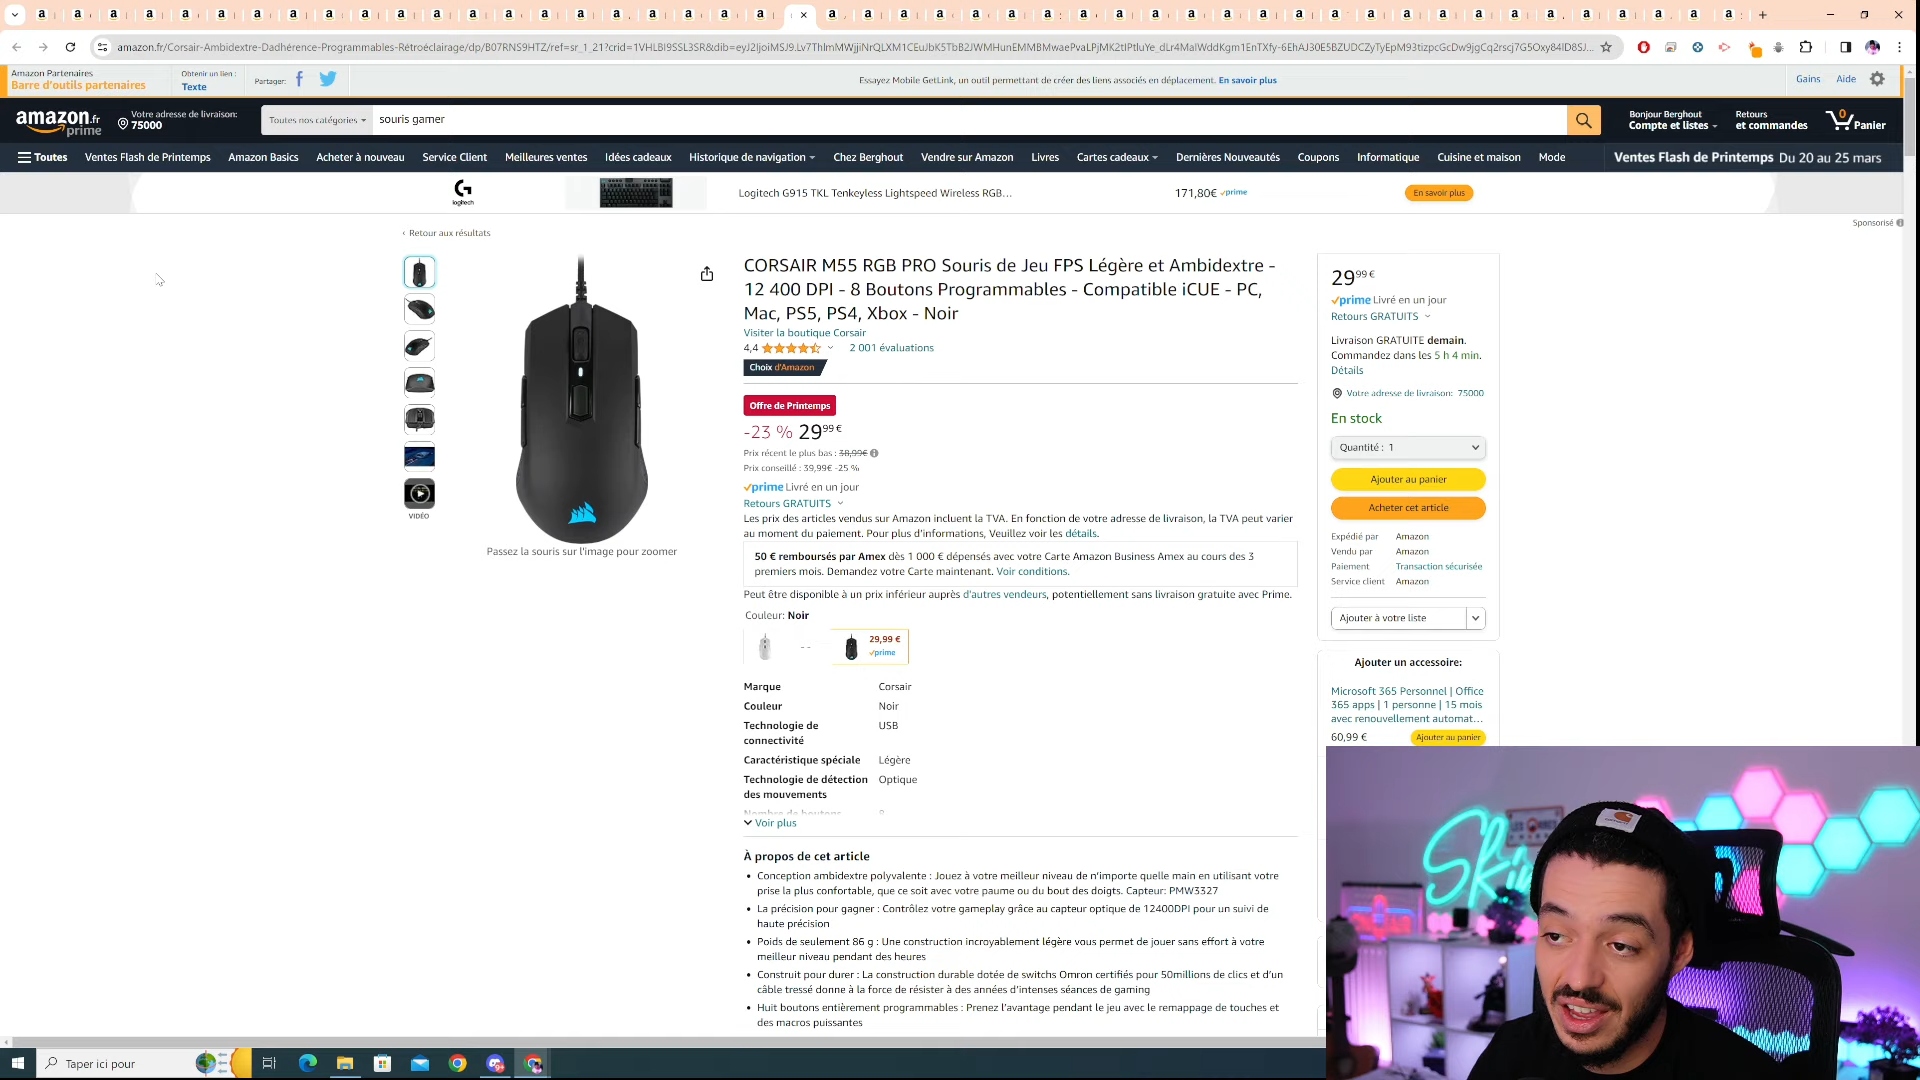 amazon.fr/Corsair-Ambidextre-Dadhérence-Programmables-Rétroéclairage/dp/B07RNS9HTZ/ref=sr_1_21?
Amazon Partenaires
Barre d'outils partenaires
Obtenir un lien :
Texte
Partager:
Essayez Mobile GetLink, un outil permettant de créer des liens associés en déplacement. En savoir plus
Gains
Aide
amazon.fr
prime
Votre adresse de livraison:
75000
Toutes nos catégories
souris gamer
Bonjour Berghout
Compte et listes
Retours
et commandes
0
Panier
Toutes
Ventes Flash de Printemps
Amazon Basics
Acheter à nouveau
Service Client
Meilleures ventes
Idées cadeaux
Historique de navigation
Chez Berghout
Vendre sur Amazon
Livres
Cartes cadeaux
Dernières Nouveautés
Coupons
Informatique
Cuisine et maison
Mode
Ventes Flash de Printemps Du 20 au 25 mars
logitech
Logitech G915 TKL Tenkeyless Lightspeed Wireless RGB...
171,80€ prime
En savoir plus
Sponsorisé
‹ Retour aux résultats
VIDÉO
Passez la souris sur l'image pour zoomer
CORSAIR M55 RGB PRO Souris de Jeu FPS Légère et Ambidextre -
12 400 DPI - 8 Boutons Programmables - Compatible iCUE - PC,
Mac, PS5, PS4, Xbox - Noir
Visiter la boutique Corsair
4,4
2 001 évaluations
Choix d'Amazon
Offre de Printemps
-23 % 29,99 €
Prix récent le plus bas : 38,99€
Prix conseillé : 39,99€ -25 %
prime Livré en un jour
Retours GRATUITS
Les prix des articles vendus sur Amazon incluent la TVA. En fonction de votre adresse de livraison, la TVA peut varier
au moment du paiement. Pour plus d'informations, Veuillez voir les détails.
50 € remboursés par Amex dès 1 000 € dépensés avec votre Carte Amazon Business Amex au cours des 3
premiers mois. Demandez votre Carte maintenant. Voir conditions.
Peut être disponible à un prix inférieur auprès d'autres vendeurs, potentiellement sans livraison gratuite avec Prime.
Couleur: Noir
--
29,99 €
prime
Marque Corsair
Couleur Noir
Technologie de
connectivité
USB
Caractéristique spéciale Légère
Technologie de détection
des mouvements
Optique
Nombre de boutons 8
Voir plus
À propos de cet article
• Conception ambidextre polyvalente : Jouez à votre meilleur niveau de n'importe quelle main en utilisant votre
prise la plus confortable, que ce soit avec votre paume ou du bout des doigts. Capteur: PMW3327
• La précision pour gagner : Contrôlez votre gameplay grâce au capteur optique de 12400DPI pour un suivi de
haute précision
• Poids de seulement 86 g : Une construction incroyablement légère vous permet de jouer sans effort à votre
meilleur niveau pendant des heures
• Construit pour durer : La construction durable dotée de switchs Omron certifiés pour 50millions de clics et d'un
câble tressé donne à la force de résister à des années d'intenses séances de gaming
• Huit boutons entièrement programmables : Prenez l'avantage pendant le jeu avec le remappage de touches et
des macros puissantes
29,99 €
prime Livré en un jour
Retours GRATUITS
Livraison GRATUITE demain.
Commandez dans les 5 h 4 min.
Détails
Votre adresse de livraison: 75000
En stock
Quantité : 1
Ajouter au panier
Acheter cet article
Expédié par Amazon
Vendu par Amazon
Paiement Transaction sécurisée
Service client Amazon
Ajouter à votre liste
Ajouter un accessoire:
Microsoft 365 Personnel | Office
365 apps | 1 personne | 15 mois
avec renouvellement automat...
60,99 €
Ajouter au panier
Taper ici pour